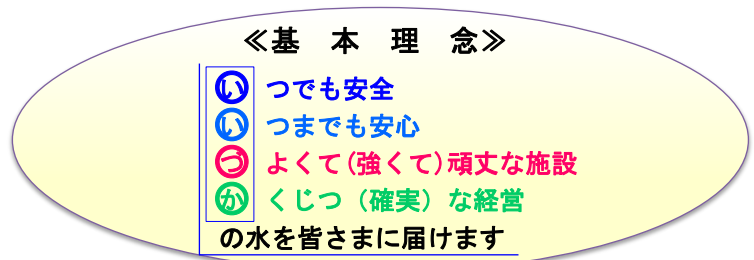 ≪基　本　理　念≫
い つでも安全
い つまでも安心
づ よくて(強くて)頑丈な施設
か くじつ（確実）な経営
の水を皆さまに届けます